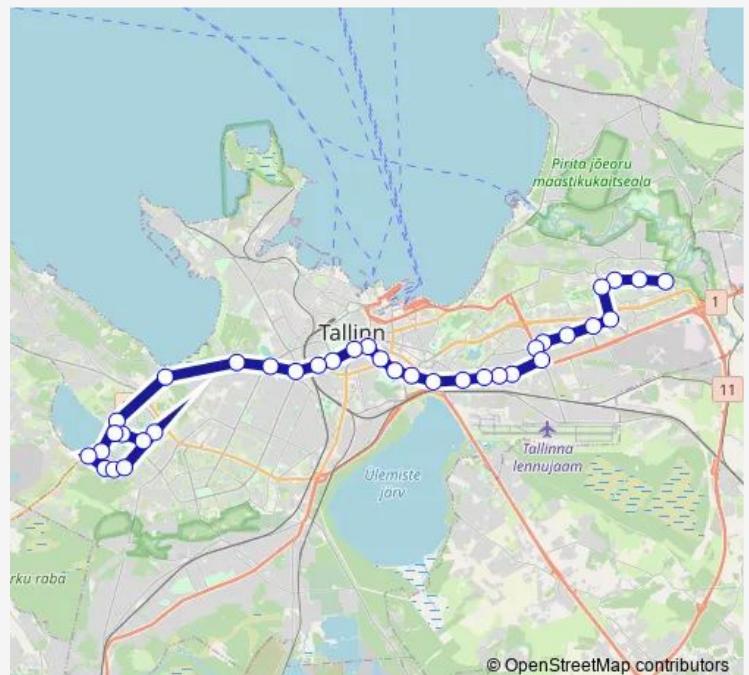 Pirita jõeoru
maastikukaitseala
1
Tallinn
11
Tallinna
lennujaam
Ülemiste
järv
rku raba
© OpenStreetMap contributors